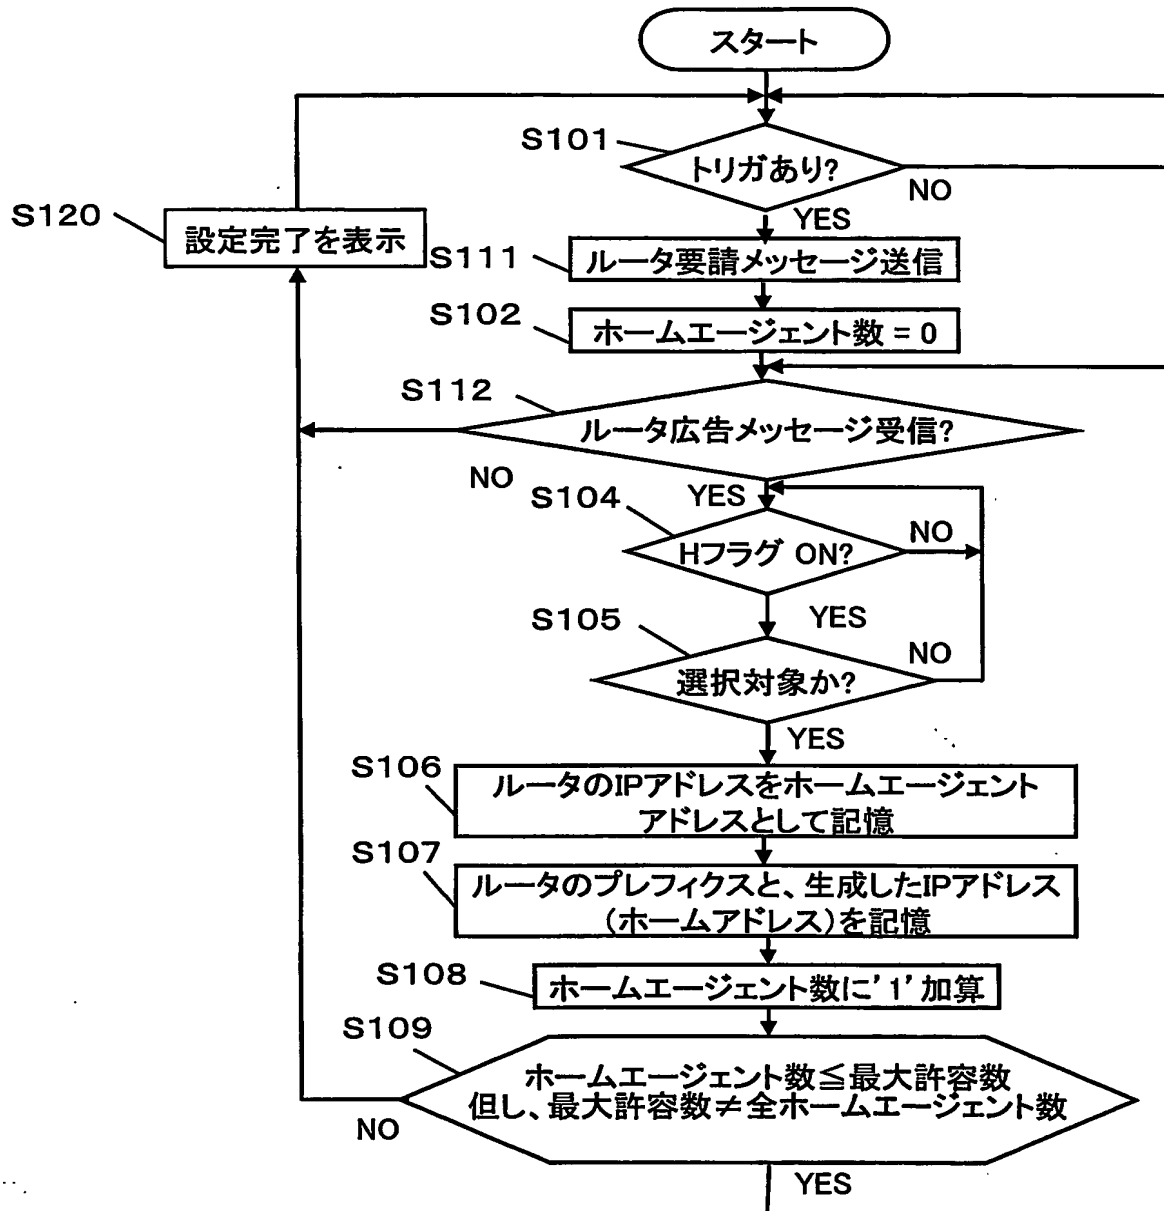 スタート
S101
トリガあり?
NO
YES
S120
設定完了を表示
S111
ルータ要請メッセージ送信
S102
ホームエージェント数 = 0
S112
ルータ広告メッセージ受信?
NO
YES
S104
Hフラグ ON?
NO
YES
S105
選択対象か?
NO
YES
S106
ルータのIPアドレスをホームエージェント
アドレスとして記憶
S107
ルータのプレフィクスと、生成したIPアドレス
(ホームアドレス)を記憶
S108
ホームエージェント数に'1'加算
S109
ホームエージェント数≦最大許容数
但し、最大許容数≠全ホームエージェント数
NO
YES